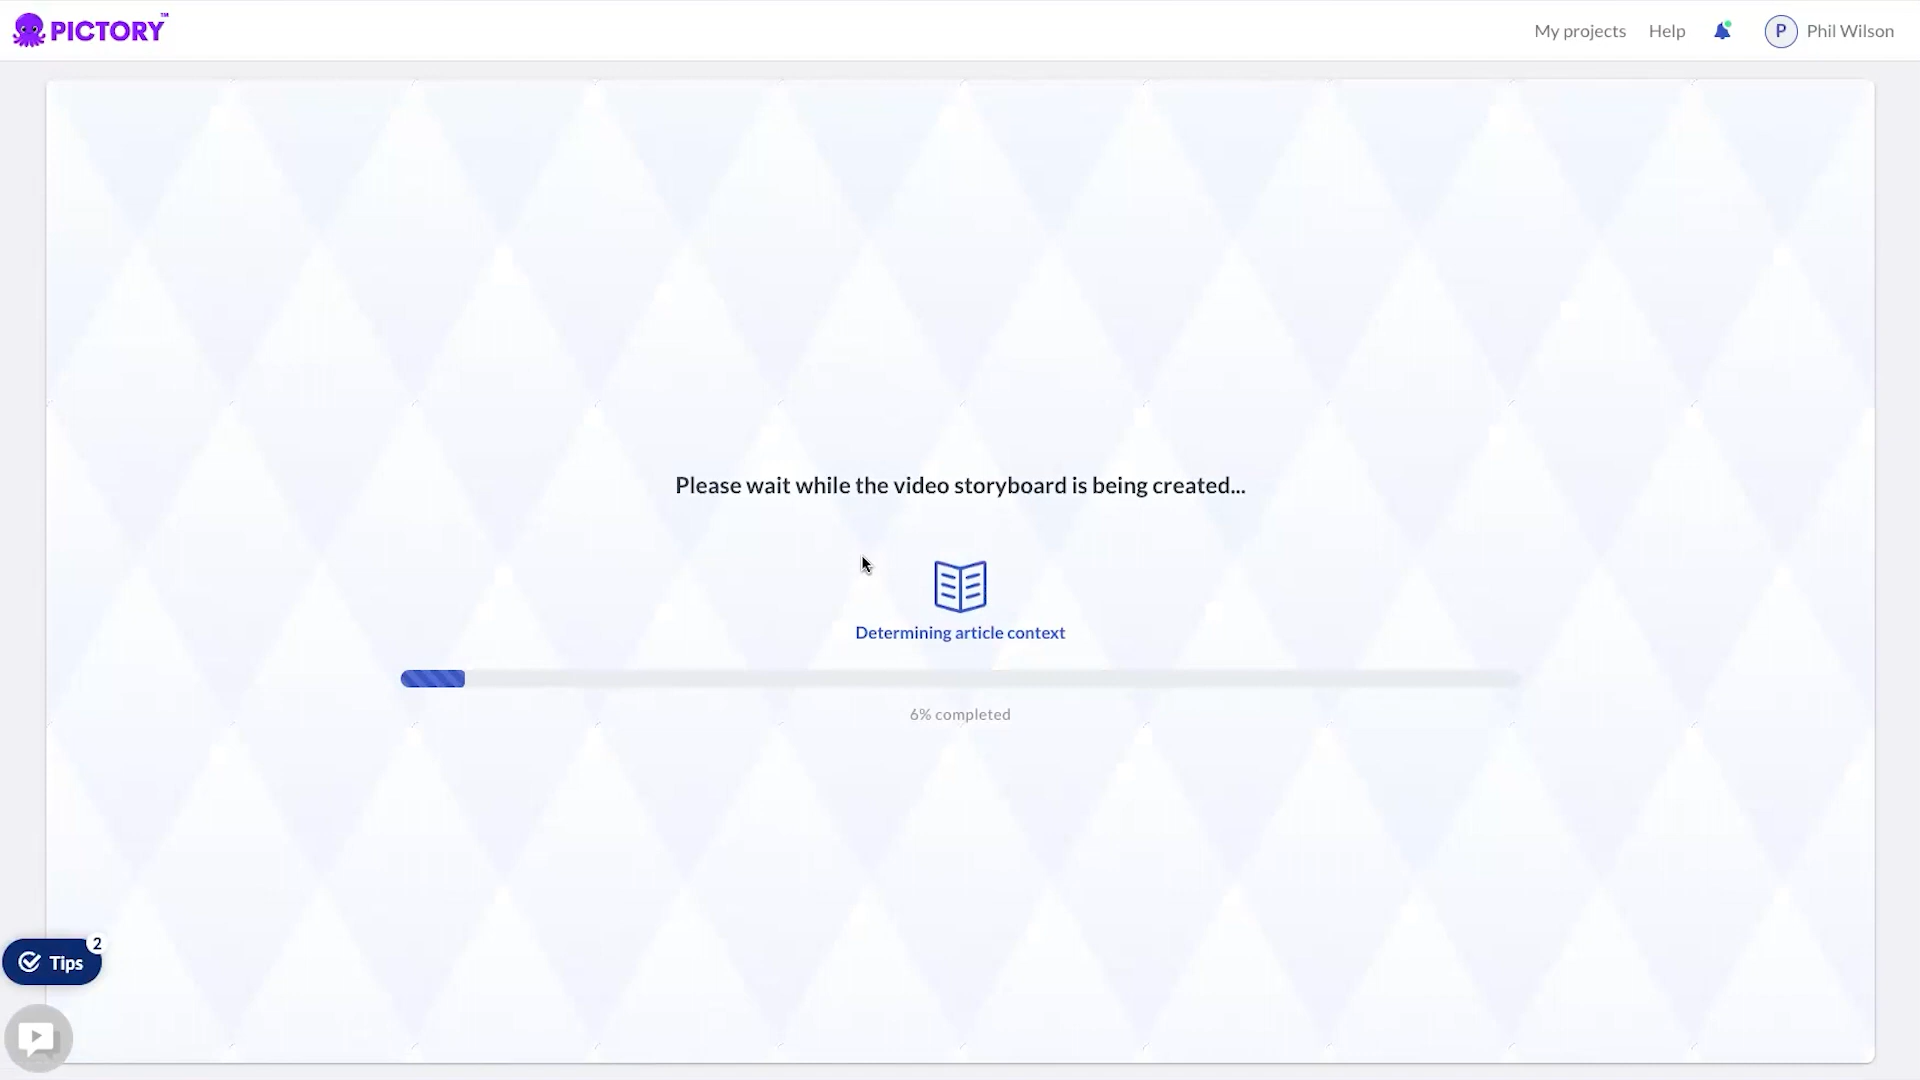 PICTORY™
My projects
Help
P
Phil Wilson
Please wait while the video storyboard is being created...
Determining article context
6% completed
2
Tips